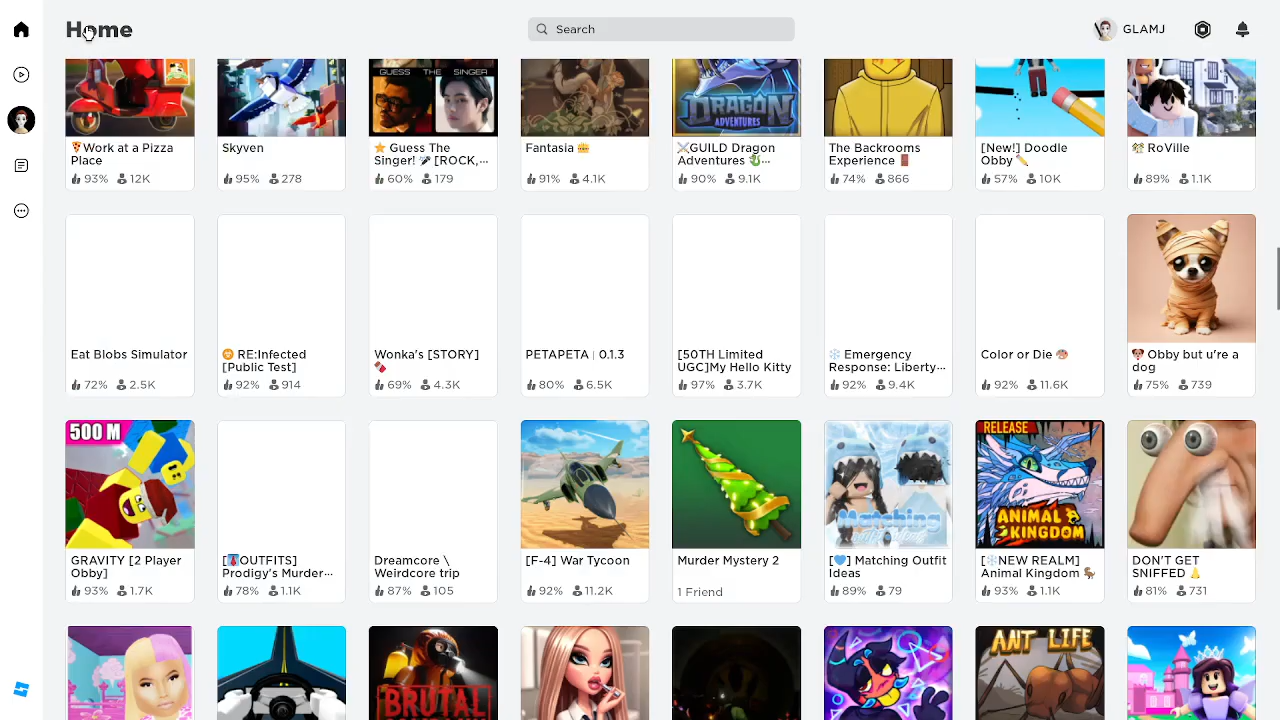 Home
Search
GLAMJ
GUESS THE SINGER
DRAGON
ADVENTURES
🍕Work at a Pizza
Place
93% 12K
Skyven
95% 278
⭐ Guess The
Singer! 🎤 [ROCK,...
60% 179
Fantasia 👑
91% 4.1K
⚔️GUILD Dragon
Adventures 🐉...
90% 9.1K
The Backrooms
Experience 🚪
74% 866
[New!] Doodle
Obby ✏️
57% 10K
🏡 RoVille
89% 1.1K
Eat Blobs Simulator
72% 2.5K
☣️ RE:Infected
[Public Test]
92% 914
Wonka's [STORY]
🍫
69% 4.3K
PETAPETA | 0.1.3
80% 6.5K
[50TH Limited
UGC]My Hello Kitty
97% 3.7K
❄️ Emergency
Response: Liberty...
92% 9.4K
Color or Die 🎨
92% 11.6K
🐶 Obby but u're a
dog
75% 739
500 M
Matching
RELEASE
ANIMAL
KINGDOM
GRAVITY [2 Player
Obby]
93% 1.7K
[👗OUTFITS]
Prodigy's Murder...
78% 1.1K
Dreamcore \
Weirdcore trip
87% 105
[F-4] War Tycoon
92% 11.2K
Murder Mystery 2
1 Friend
[💙] Matching Outfit
Ideas
89% 79
[❄️NEW REALM]
Animal Kingdom 🐅
93% 1.1K
DON'T GET
SNIFFED 👃
81% 731
BRUTAL
ANT LIFE